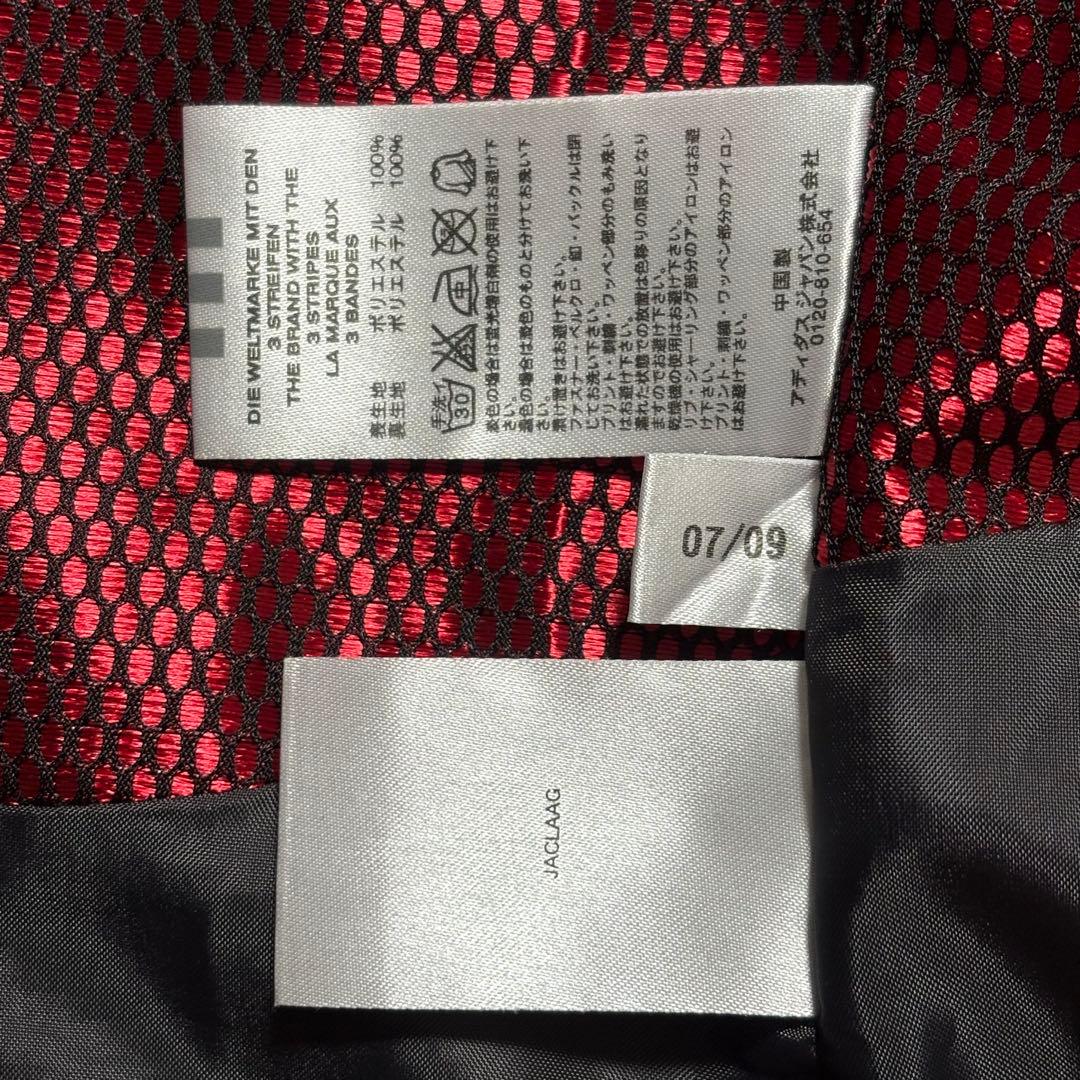 DIE WELTMARKE MIT DEN
3 STREIFEN
THE BRAND WITH THE
3 STRIPES
LA MARQUE AUX
3 BANDES
表生地 ポリエステル 100%
裏生地 ポリエステル 100%
手洗イ
30
中
淡色の場合は蛍光増白剤の使用はお避け下
さい。
濃色の場合は淡色のものと分けてお洗い下
さい。
漬け置きはお避け下さい。
ファスナー・ベルクロ・釦・バックルは閉
じてお洗い下さい。
プリント・刺繍・ワッペン部分のもみ洗い
はお避け下さい。
濡れた状態での放置は色移りの原因となり
ますのでお避け下さい。
乾燥機の使用はお避け下さい。
リブ・シャーリング部分のアイロンはお避
け下さい。
プリント・刺繍・ワッペン部分のアイロン
はお避け下さい。
中国製
アディダス ジャパン株式会社
0120-810-654
07/09
JACLAAG